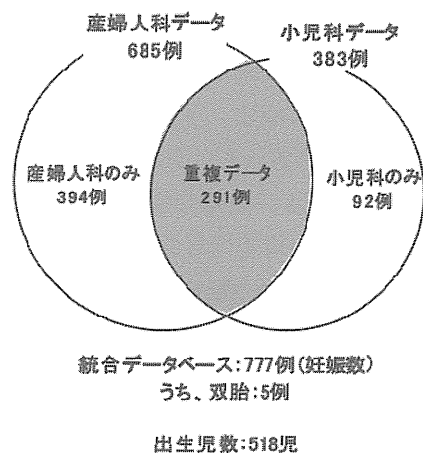 産婦人科データ
685例
小児科データ
383例
産婦人科のみ
394例
重複データ
291例
小児科のみ
92例
統合データベース:777例(妊娠数)
うち、双胎:5例
出生児数:518児